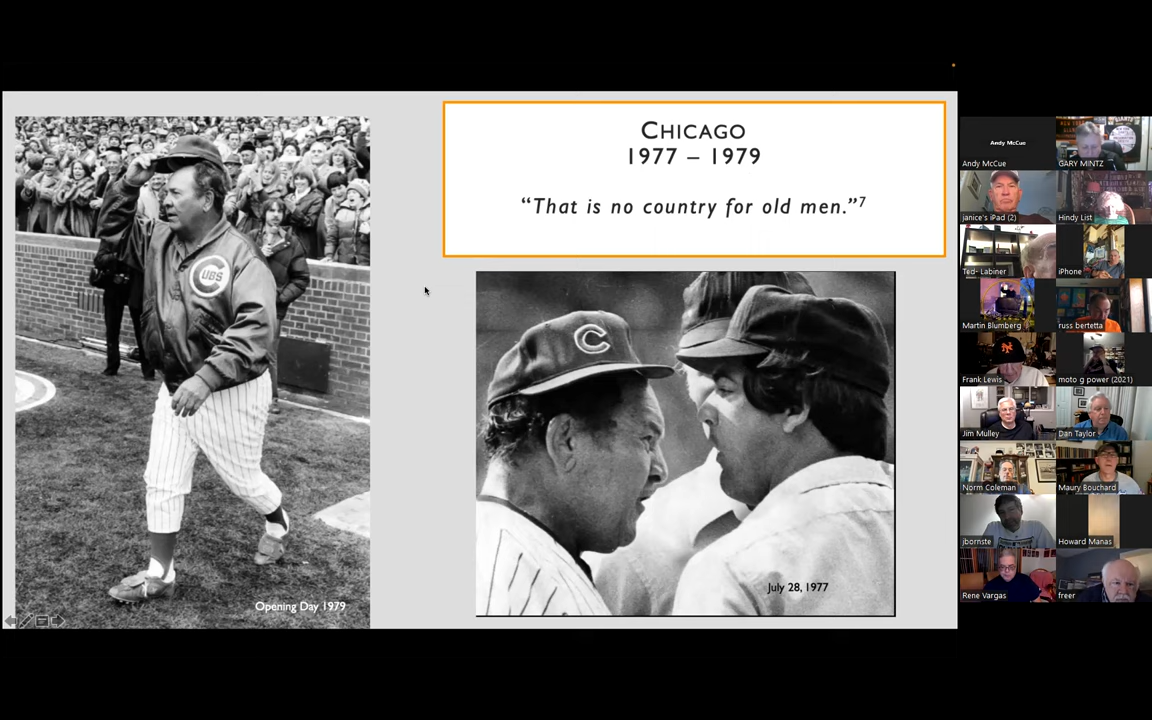 CHICAGO
1977 – 1979
“That is no country for old men.”7
CUBS
Opening Day 1979
C
July 28, 1977
Andy McCue
Andy McCue
GARY MINTZ
janice's iPad (2)
Hindy List
Ted- Labiner
iPhone
Martin Blumberg
russ bertetta
Frank Lewis
moto g power (2021)
Jim Mulley
Dan Taylor
Norm Coleman
Maury Bouchard
jbornste
Howard Manas
Rene Vargas
freer